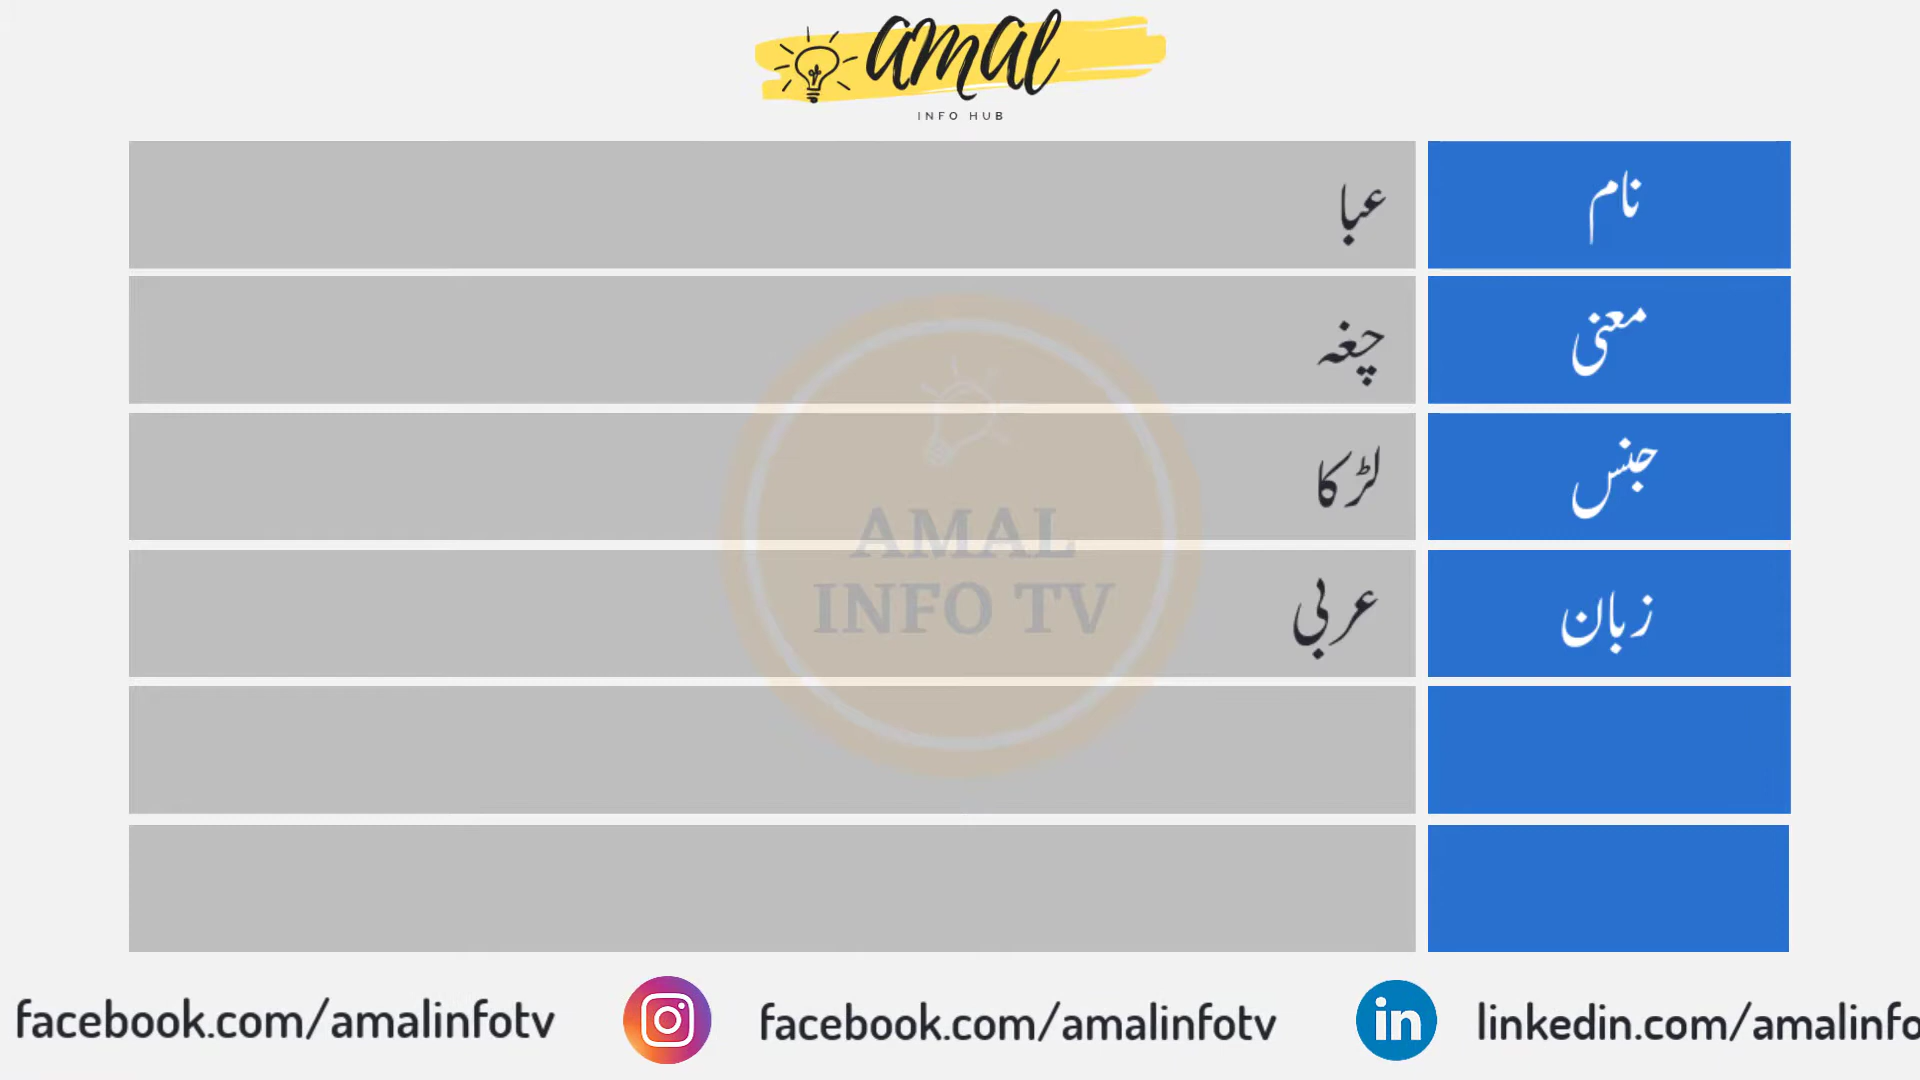 amal
INFO HUB
نام عبا
معنی چغہ
جنس لڑکا
زبان عربی
AMAL
INFO TV
facebook.com/amalinfotv facebook.com/amalinfotv linkedin.com/amalinfo